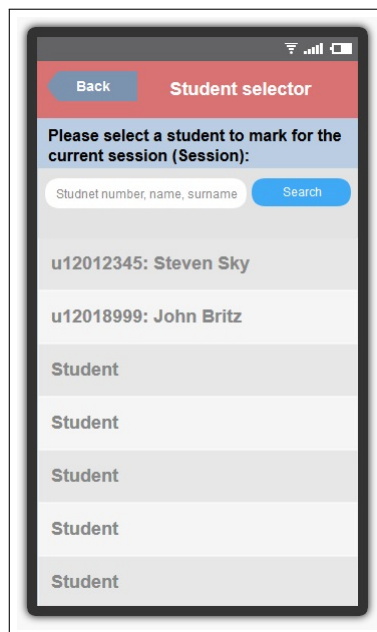 Back
Student selector
Please select a student to mark for the
current session (Session):
Studnet number, name, surname
Search
u12012345: Steven Sky
u12018999: John Britz
Student
Student
Student
Student
Student